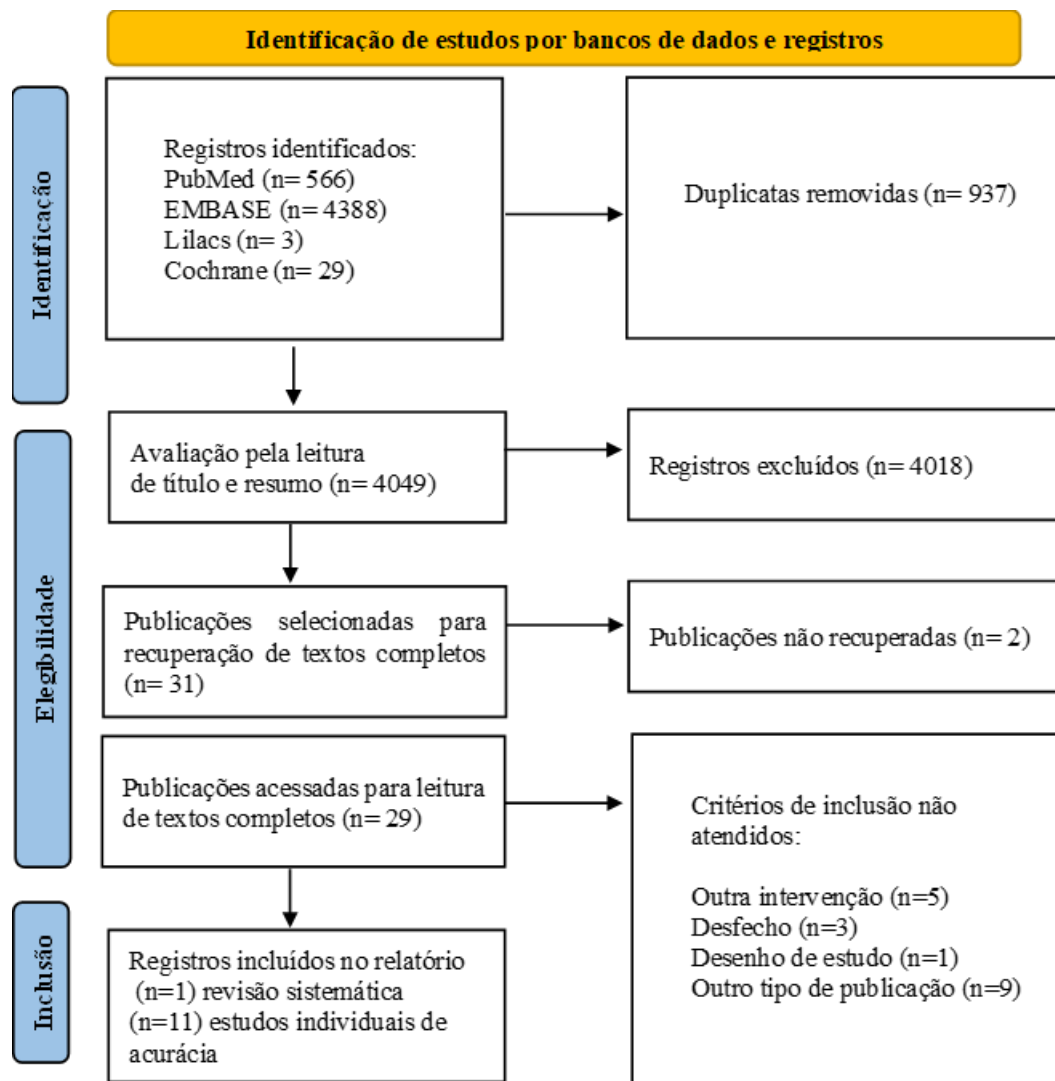 Identificação de estudos por bancos de dados e registros
Identificação
Registros identificados:
PubMed (n= 566)
EMBASE (n= 4388)
Lilacs (n= 3)
Cochrane (n= 29)
Duplicatas removidas (n= 937)
Elegibilidade
Avaliação pela leitura
de título e resumo (n= 4049)
Registros excluídos (n= 4018)
Publicações selecionadas para
recuperação de textos completos
(n= 31)
Publicações não recuperadas (n= 2)
Publicações acessadas para leitura
de textos completos (n= 29)
Critérios de inclusão não
atendidos:
Outra intervenção (n=5)
Desfecho (n=3)
Desenho de estudo (n=1)
Outro tipo de publicação (n=9)
Inclusão
Registros incluídos no relatório
(n=1) revisão sistemática
(n=11) estudos individuais de
acurácia